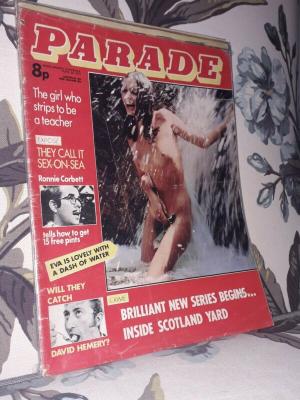 PARADE
8p
The girl who
strips to be
a teacher
EXPOSÉ
THEY CALL IT
SEX-ON-SEA
Ronnie Corbett
tells how to get
15 free pints
EVA IS LOVELY WITH
A DASH OF WATER
WILL THEY
CATCH
DAVID HEMERY?
CRIME
BRILLIANT NEW SERIES BEGINS...
INSIDE SCOTLAND YARD